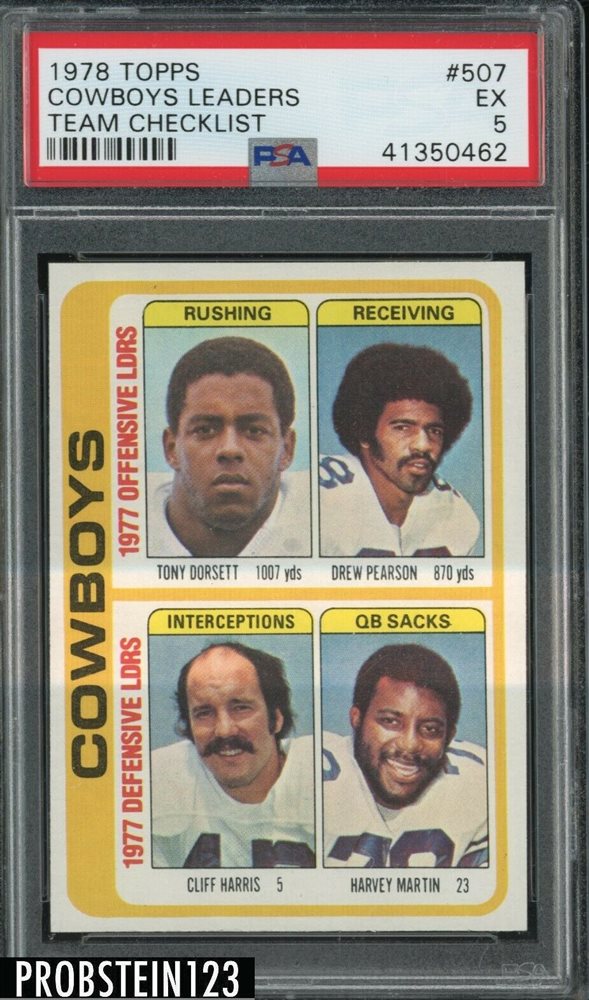 1978 TOPPS #507
COWBOYS LEADERS EX
TEAM CHECKLIST 5
PSA 41350462
COWBOYS
1977 OFFENSIVE LDRS
RUSHING
RECEIVING
TONY DORSETT 1007 yds
DREW PEARSON 870 yds
1977 DEFENSIVE LDRS
INTERCEPTIONS
QB SACKS
CLIFF HARRIS 5
HARVEY MARTIN 23
PROBSTEIN123
PSA